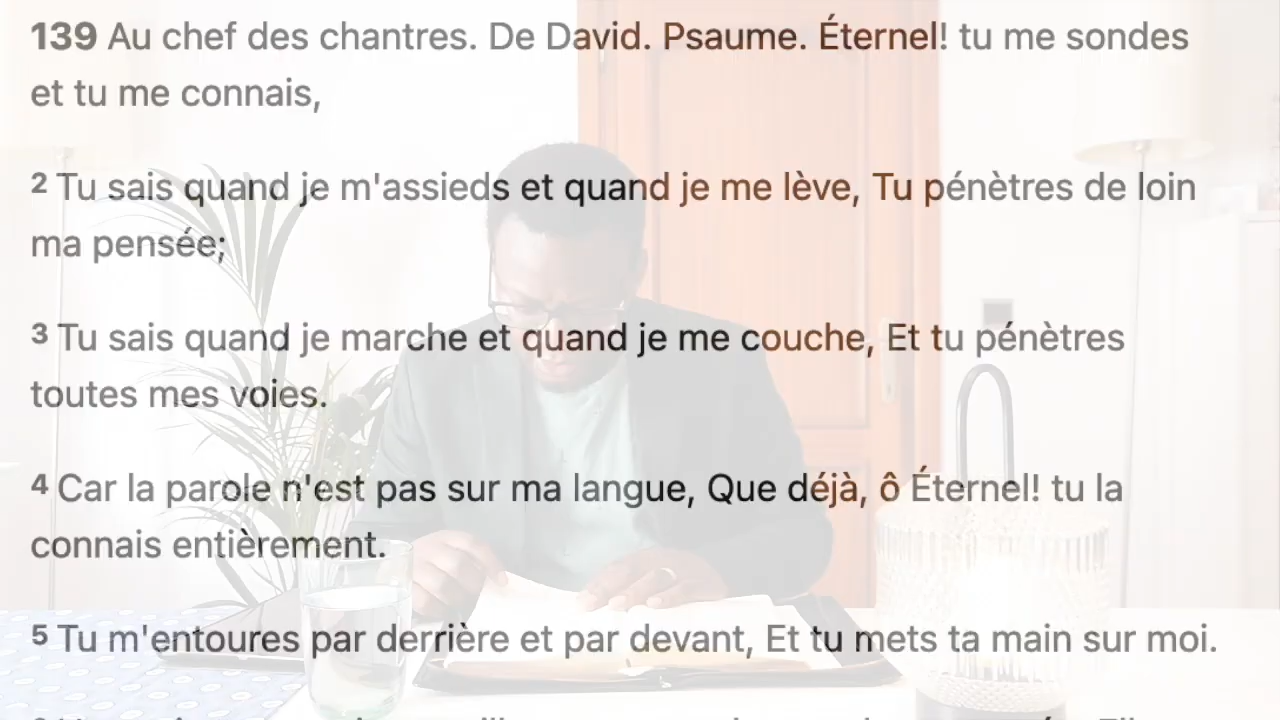 139 Au chef des chantres. De David. Psaume. Éternel! tu me sondes
et tu me connais,
2 Tu sais quand je m'assieds et quand je me lève, Tu pénètres de loin
ma pensée;
3 Tu sais quand je marche et quand je me couche, Et tu pénètres
toutes mes voies.
4 Car la parole n'est pas sur ma langue, Que déjà, ô Éternel! tu la
connais entièrement.
5 Tu m'entoures par derrière et par devant, Et tu mets ta main sur moi.